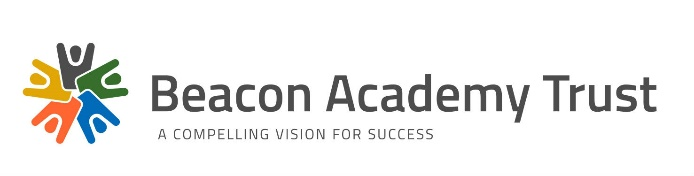 Beacon Academy Trust
A COMPELLING VISION FOR SUCCESS